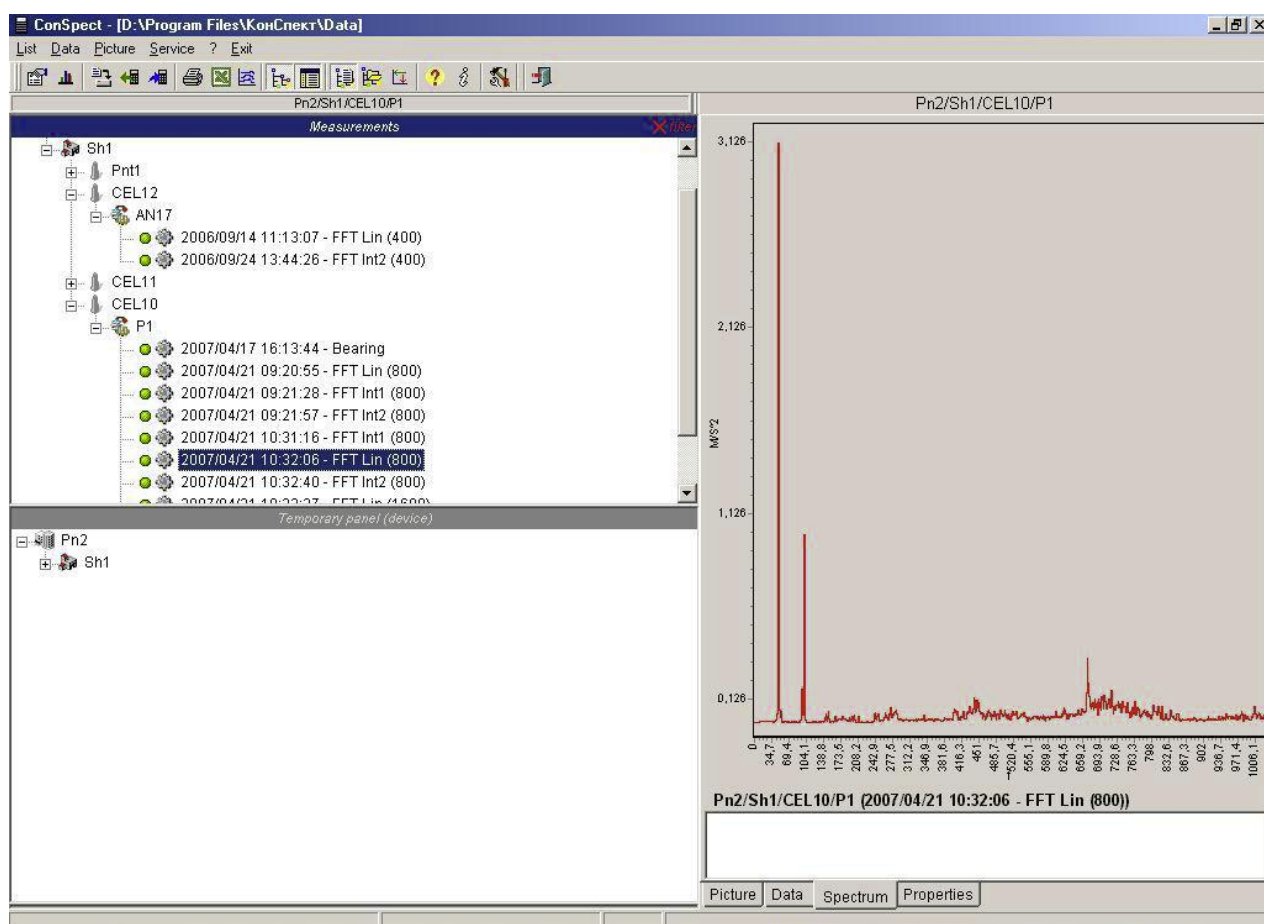 ConSpect - [D:\Program Files\КонСпект\Data]
List Data Picture Service ? Exit
Pn2/Sh1/CEL10/P1
Measurements
filter
Sh1
Pnt1
CEL12
AN17
2006/09/14 11:13:07 - FFT Lin (400)
2006/09/24 13:44:26 - FFT Int2 (400)
CEL11
CEL10
P1
2007/04/17 16:13:44 - Bearing
2007/04/21 09:20:55 - FFT Lin (800)
2007/04/21 09:21:28 - FFT Int1 (800)
2007/04/21 09:21:57 - FFT Int2 (800)
2007/04/21 10:31:16 - FFT Int1 (800)
2007/04/21 10:32:06 - FFT Lin (800)
2007/04/21 10:32:40 - FFT Int2 (800)
Temporary panel (device)
Pn2
Sh1
Pn2/Sh1/CEL10/P1
3,126
2,126
1,126
0,126
M/S^2
0 34,7 69,4 104,1 138,8 173,5 208,2 242,9 277,5 312,2 346,9 381,6 416,3 451 485,7 520,4 555,1 589,8 624,5 659,2 693,9 728,6 763,3 798 832,6 867,3 902 936,7 971,4 1006,1
f
Pn2/Sh1/CEL10/P1 (2007/04/21 10:32:06 - FFT Lin (800))
Picture Data Spectrum Properties